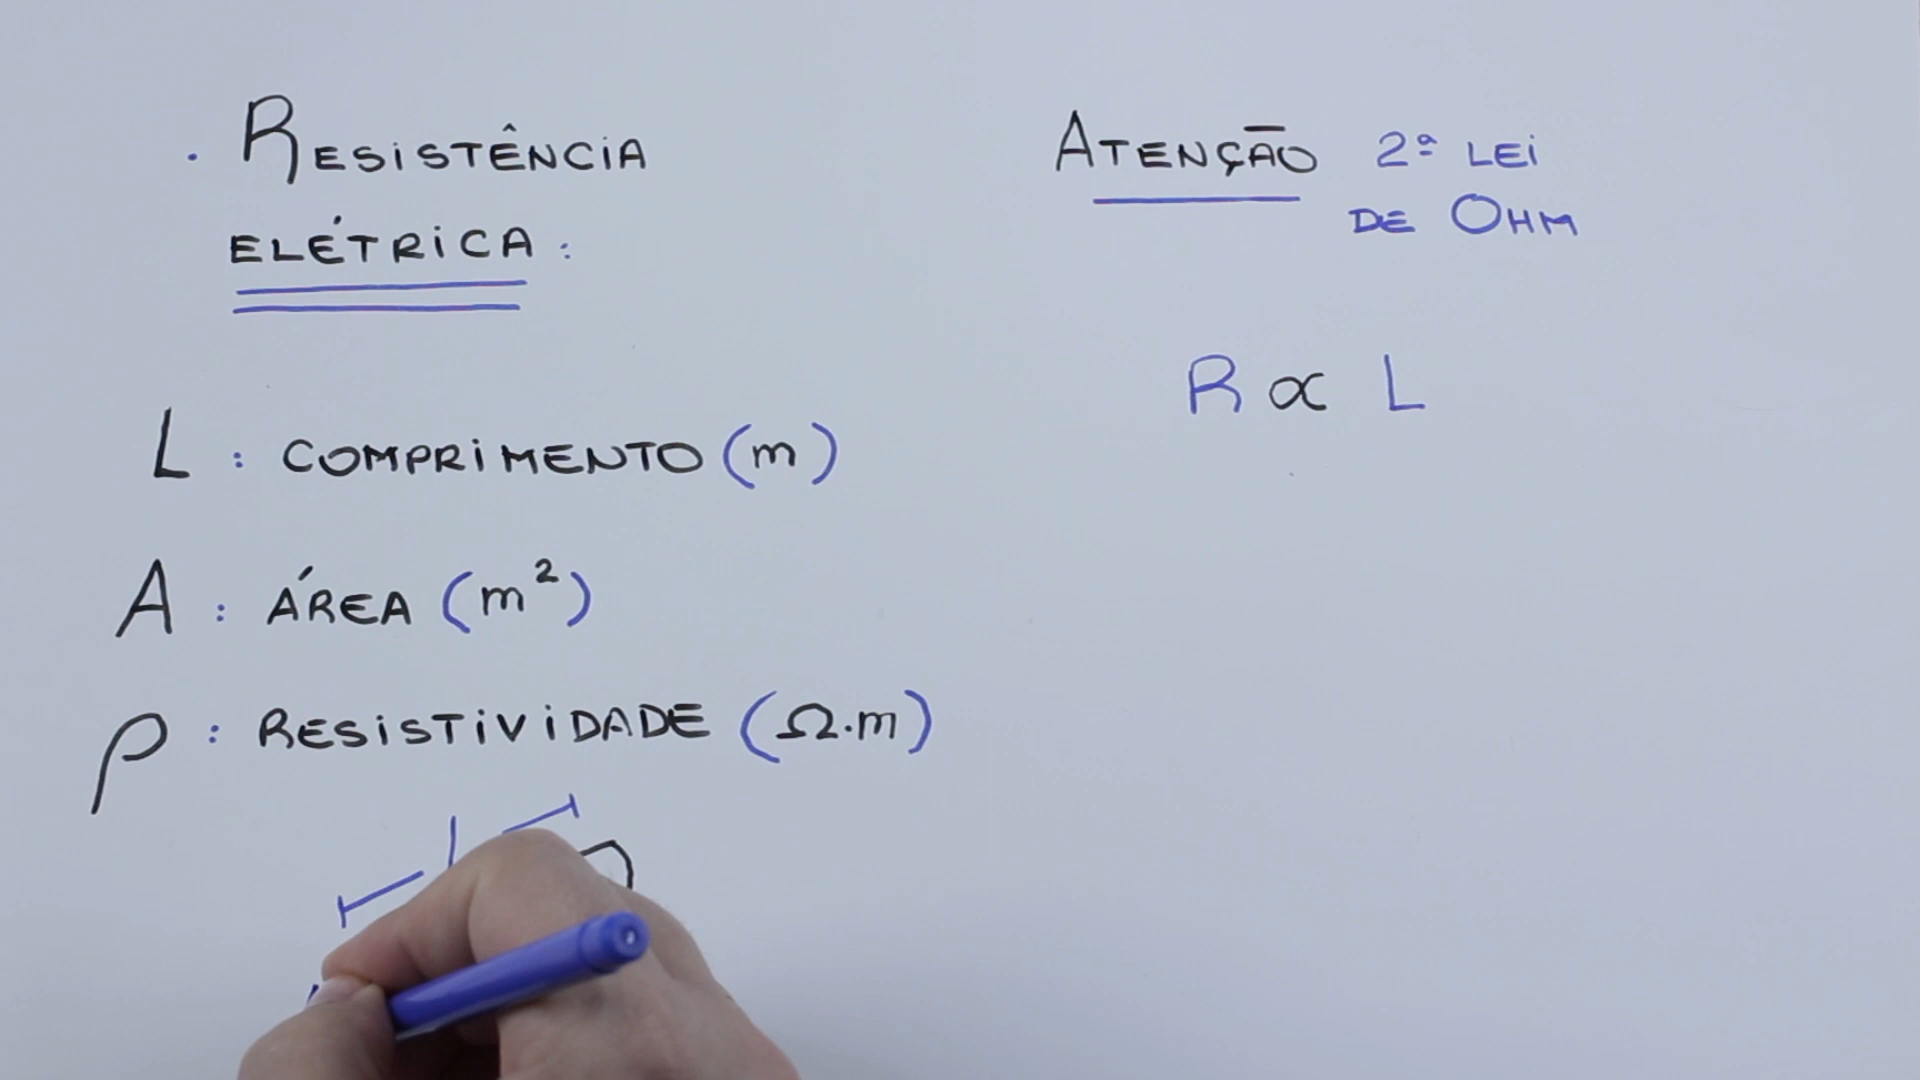 . RESISTÊNCIA
ELÉTRICA :
L : COMPRIMENTO (m)
A : ÁREA (m²)
ρ : RESISTIVIDADE (Ω.m)
ATENÇÃO 2ª LEI
DE OHM
R ∝ L